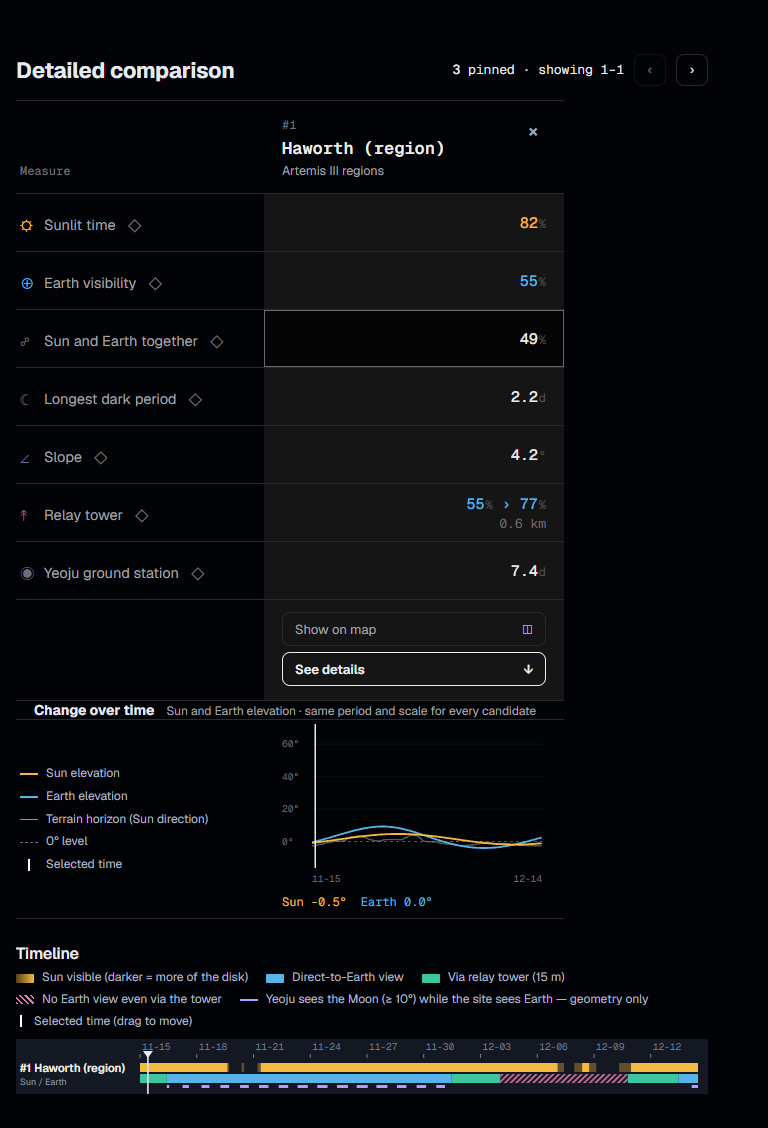 Detailed comparison
3 pinned · showing 1–1
‹ ›
#1
×
Measure
Haworth (region)
Artemis III regions
Sunlit time 82%
Earth visibility 55%
Sun and Earth together 49%
Longest dark period 2.2d
Slope 4.2°
Relay tower 55% › 77%
0.6 km
Yeoju ground station 7.4d
Show on map
See details ↓
Change over time Sun and Earth elevation · same period and scale for every candidate
60°
40°
20°
0°
Sun elevation
Earth elevation
Terrain horizon (Sun direction)
0° level
Selected time
11-15 12-14
Sun -0.5° Earth 0.0°
Timeline
Sun visible (darker = more of the disk) Direct-to-Earth view Via relay tower (15 m)
No Earth view even via the tower Yeoju sees the Moon (≥ 10°) while the site sees Earth — geometry only
Selected time (drag to move)
11-15 11-18 11-21 11-24 11-27 11-30 12-03 12-06 12-09 12-12
#1 Haworth (region)
Sun / Earth